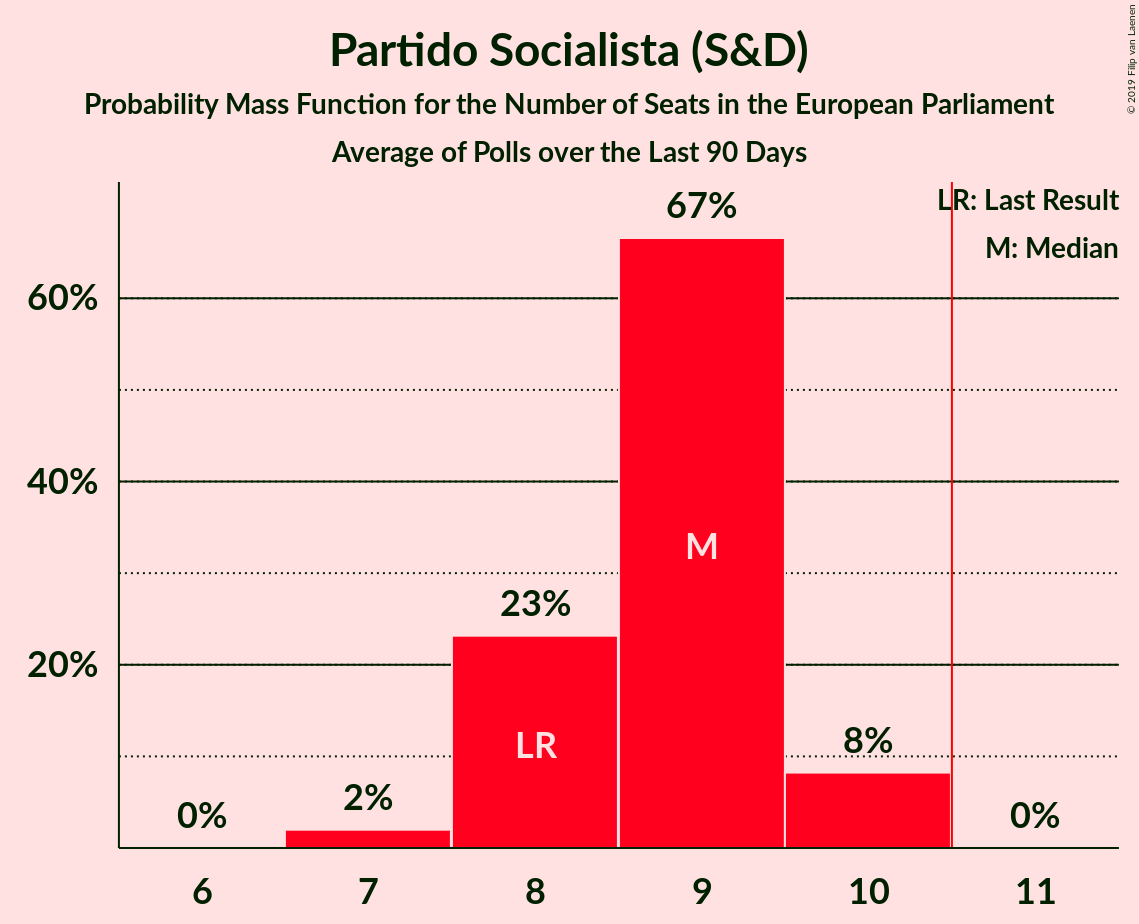 Partido Socialista (S&D)
Probability Mass Function for the Number of Seats in the European Parliament
Average of Polls over the Last 90 Days
© 2019 Filip van Laenen
LR: Last Result
M: Median
67%
60%
40%
M
23%
20%
LR
8%
2%
0%
0%
6 7 8 9 10 11